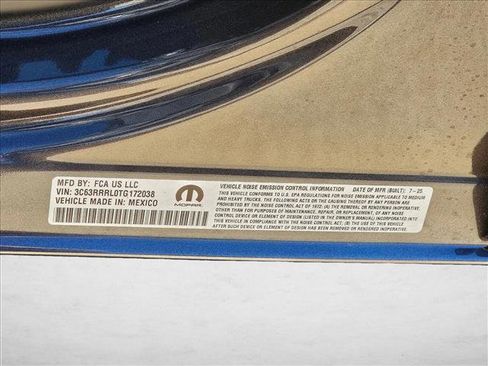 MFD BY: FCA US LLC
VIN: 3C63RRRL0TG172038
VEHICLE MADE IN: MEXICO
MOPAR
VEHICLE NOISE EMISSION CONTROL INFORMATION DATE OF MFR (BUILT): 7-25
THIS VEHICLE CONFORMS TO U.S. EPA REGULATIONS FOR NOISE EMISSION APPLICABLE TO MEDIUM
AND HEAVY TRUCKS. THE FOLLOWING ACTS OR THE CAUSING THEREOF BY ANY PERSON ARE
PROHIBITED BY THE NOISE CONTROL ACT OF 1972: (A) THE REMOVAL OR RENDERING INOPERATIVE,
OTHER THAN FOR PURPOSES OF MAINTENANCE, REPAIR, OR REPLACEMENT, OF ANY NOISE
CONTROL DEVICE OR ELEMENT OF DESIGN (LISTED IN THE OWNER'S MANUAL) INCORPORATED INTO
THIS VEHICLE IN COMPLIANCE WITH THE NOISE CONTROL ACT, (B) THE USE OF THIS VEHICLE
AFTER SUCH DEVICE OR ELEMENT OF DESIGN HAS BEEN REMOVED OR RENDERED INOPERATIVE.